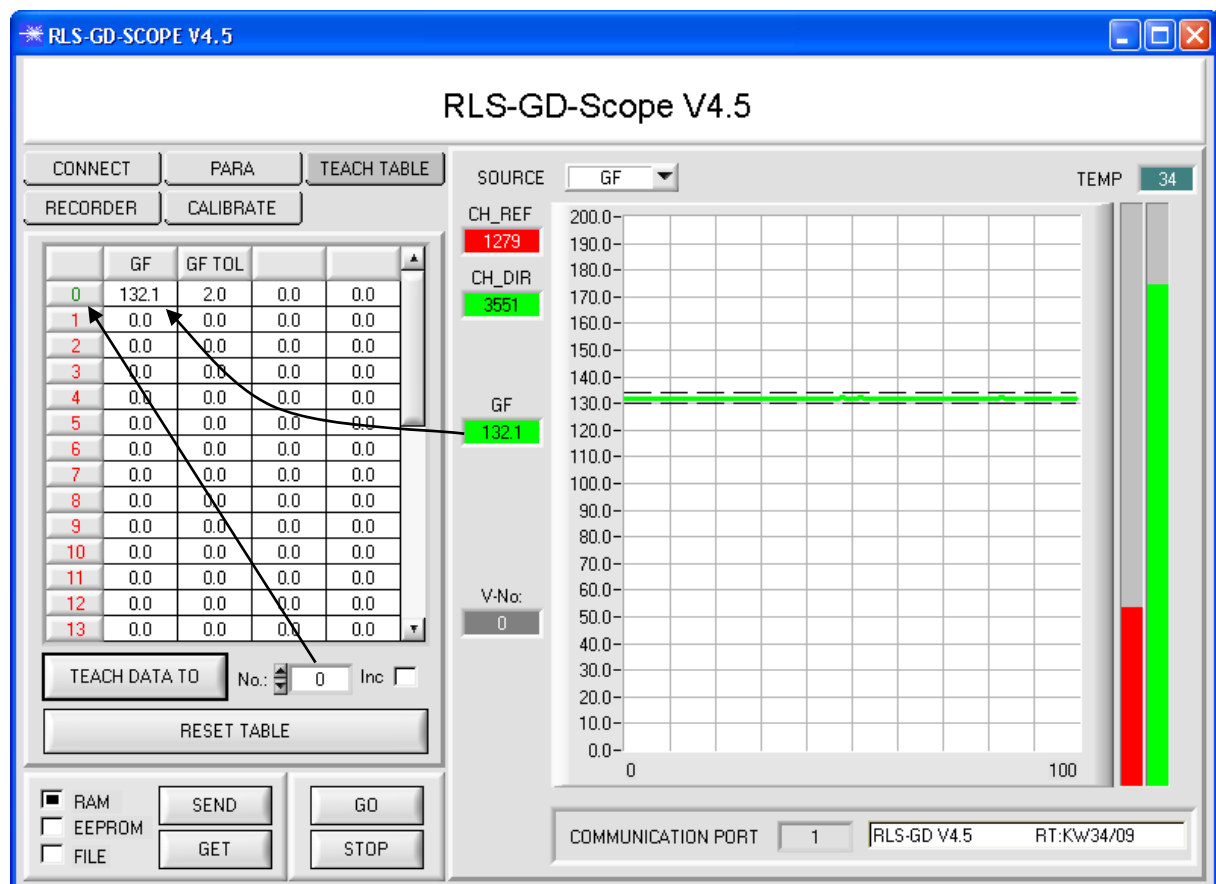 RLS-GD-SCOPE V4.5
RLS-GD-Scope V4.5
CONNECT PARA TEACH TABLE
RECORDER CALIBRATE
GF GF TOL
0 132.1 2.0 0.0 0.0
1 0.0 0.0 0.0 0.0
2 0.0 0.0 0.0 0.0
3 0.0 0.0 0.0 0.0
4 0.0 0.0 0.0 0.0
5 0.0 0.0 0.0 0.0
6 0.0 0.0 0.0 0.0
7 0.0 0.0 0.0 0.0
8 0.0 0.0 0.0 0.0
9 0.0 0.0 0.0 0.0
10 0.0 0.0 0.0 0.0
11 0.0 0.0 0.0 0.0
12 0.0 0.0 0.0 0.0
13 0.0 0.0 0.0 0.0
TEACH DATA TO No.: 0 Inc
RESET TABLE
RAM
EEPROM
FILE
SEND
GET
GO
STOP
SOURCE GF
TEMP 34
CH_REF
1279
CH_DIR
3551
GF
132.1
V-No:
0
200.0
190.0
180.0
170.0
160.0
150.0
140.0
130.0
120.0
110.0
100.0
90.0
80.0
70.0
60.0
50.0
40.0
30.0
20.0
10.0
0.0
0 100
COMMUNICATION PORT 1 RLS-GD V4.5 RT:KW34/09